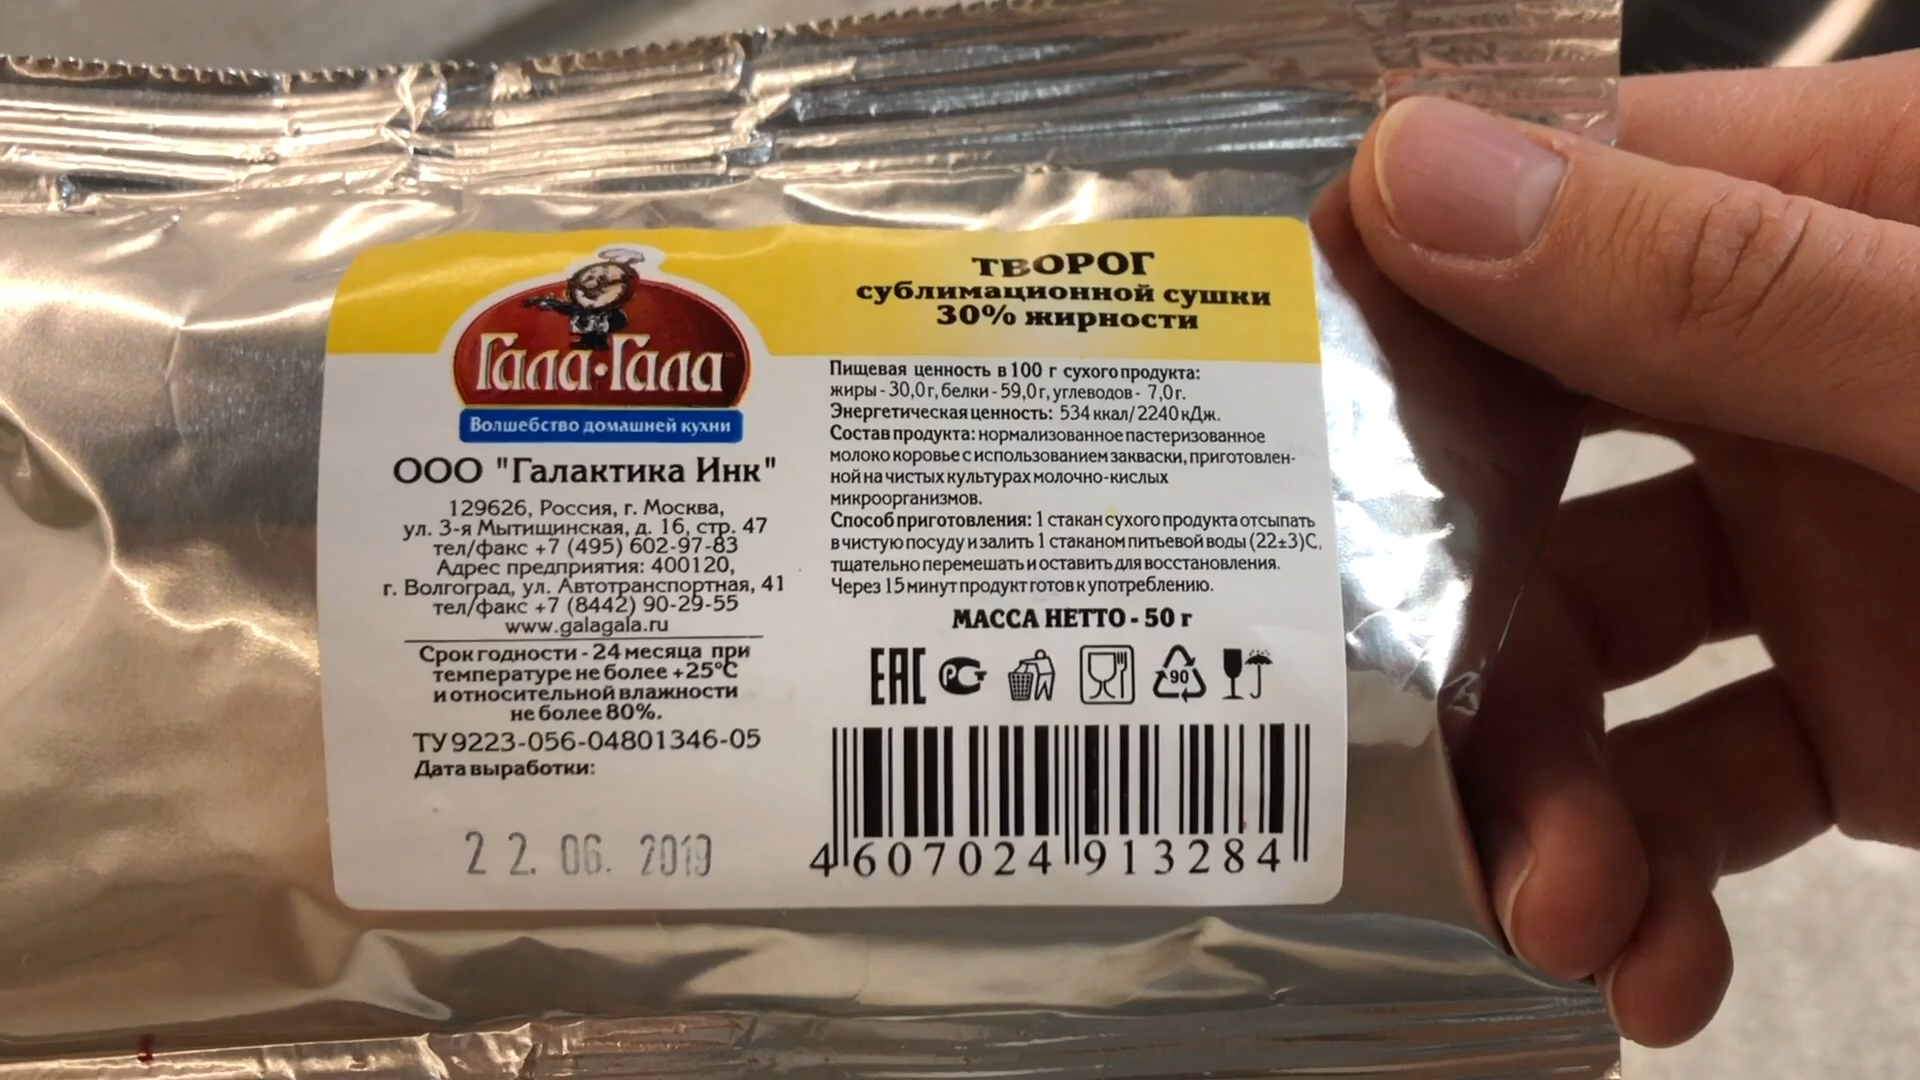 Гала-Гала
Волшебство домашней кухни
ООО "Галактика Инк"
129626, Россия, г. Москва,
ул. 3-я Мытищинская, д. 16, стр. 47
тел/факс +7 (495) 602-97-83
Адрес предприятия: 400120,
г. Волгоград, ул. Автотранспортная, 41
тел/факс +7 (8442) 90-29-55
www.galagala.ru
Срок годности - 24 месяца при
температуре не более +25°С
и относительной влажности
не более 80%.
ТУ 9223-056-04801346-05
Дата выработки:
22. 06. 2019
ТВОРОГ
сублимационной сушки
30% жирности
Пищевая ценность в 100 г сухого продукта:
жиры - 30,0 г, белки - 59,0 г, углеводов - 7,0 г.
Энергетическая ценность: 534 ккал/ 2240 кДж.
Состав продукта: нормализованное пастеризованное
молоко коровье с использованием закваски, приготовлен-
ной на чистых культурах молочно-кислых
микроорганизмов.
Способ приготовления: 1 стакан сухого продукта отсыпать
в чистую посуду и залить 1 стаканом питьевой воды (22±3)С,
тщательно перемешать и оставить для восстановления.
Через 15 минут продукт готов к употреблению.
МАССА НЕТТО - 50 г
ЕАС РСТ 90
4 607024 913284